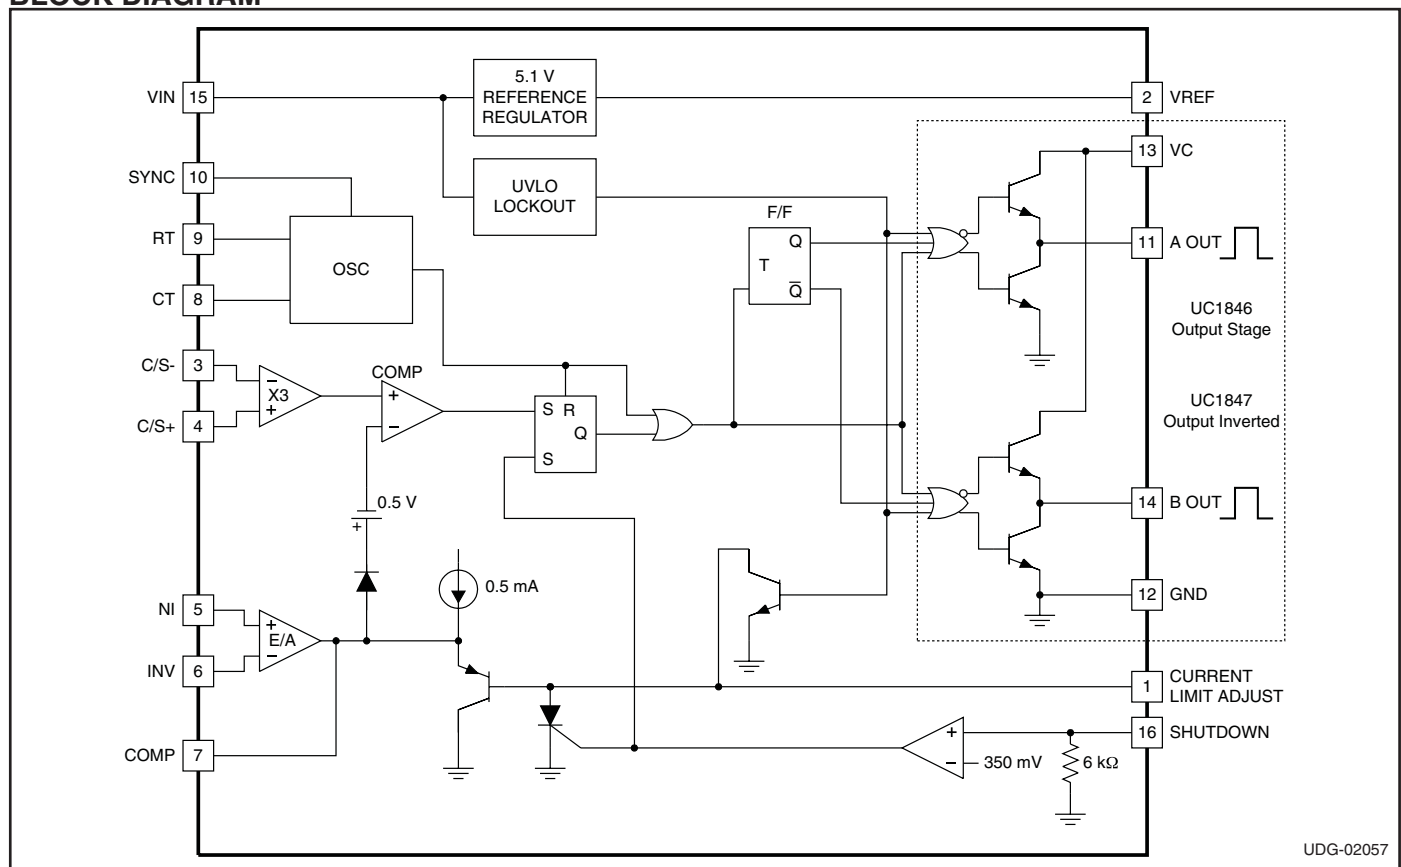 BLOCK DIAGRAM
VIN 15
5.1 V
REFERENCE
REGULATOR
2 VREF
13 VC
SYNC 10
UVLO
LOCKOUT
F/F
RT 9
OSC
T
Q
Q̅
11 A OUT
CT 8
UC1846
Output Stage
C/S- 3
−
X3
+
C/S+ 4
COMP
+
−
S R
Q
S
UC1847
Output Inverted
0.5 V
+
14 B OUT
0.5 mA
NI 5
+
E/A
−
INV 6
12 GND
1 CURRENT
LIMIT ADJUST
COMP 7
+
−
350 mV
6 kΩ
16 SHUTDOWN
UDG-02057